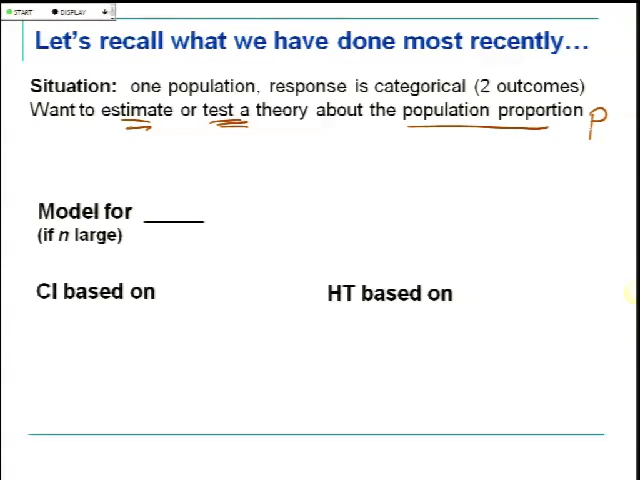 START DISPLAY
Let's recall what we have done most recently…
Situation: one population, response is categorical (2 outcomes)
Want to estimate or test a theory about the population proportion p
Model for _____
(if n large)
CI based on
HT based on